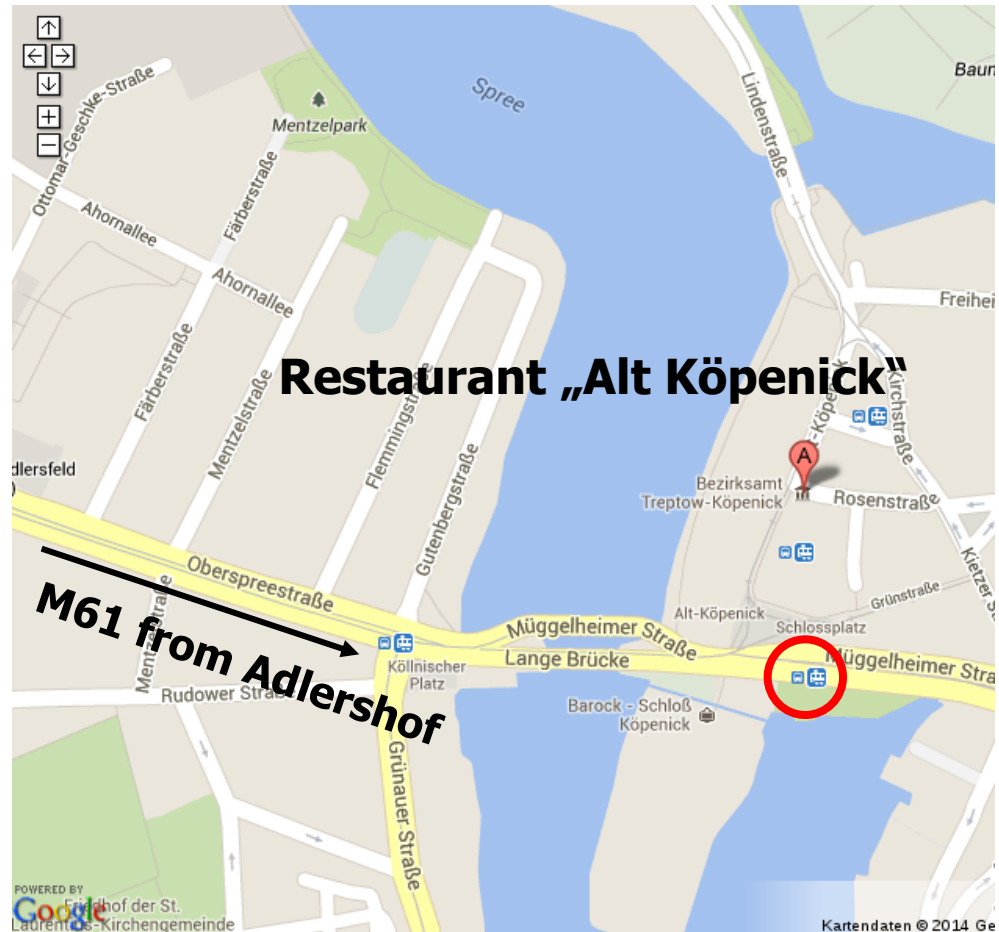 Spree
Mentzelpark
Ottomar-Geschke-Straße
Färberstraße
Ahornallee
Ahornallee
Lindenstraße
Freihei
Restaurant „Alt Köpenick“
Färberstraße
Mentzelstraße
Flemmingstraße
Gutenbergstraße
Kirchstraße
A
Bezirksamt
Treptow-Köpenick
Rosenstraße
dlersfeld
Oberspreestraße
Grünstraße
Alt-Köpenick
Schlossplatz
Müggelheimer Straße
Müggelheimer Stra
Lange Brücke
M61 from Adlershof
Köllnischer
Platz
Rudower Straß
Barock - Schloß
Köpenick
Grünauer Straße
POWERED BY
Google
Kartendaten © 2014 Ge